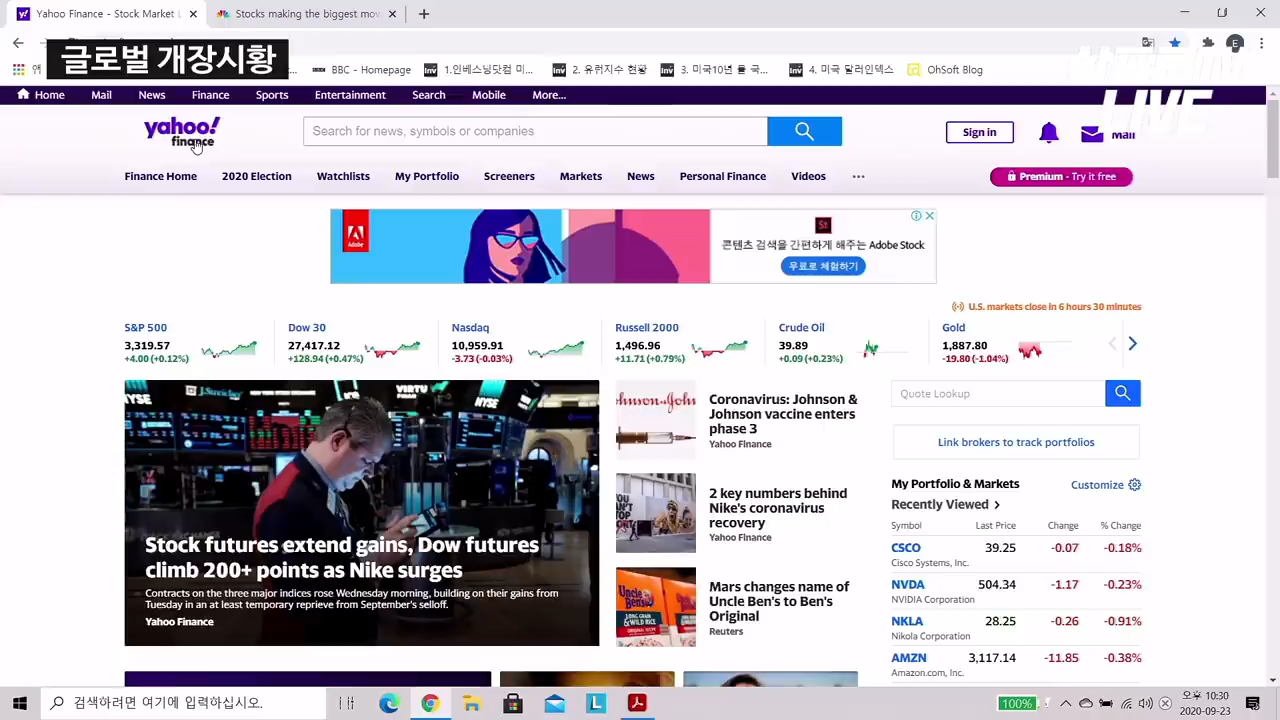 Yahoo Finance - Stock Market
Stocks making the biggest mov
글로벌 개장시황
BBC - Homepage
1.인베스팅닷컴 미...
2. 유럽지수 현황
3. 미국10년 물 국...
4. 미국 달러인덱스
OhSoft Blog
LIVE
Home Mail News Finance Sports Entertainment Search Mobile More...
yahoo!
finance
Search for news, symbols or companies
Sign in
Mail
Finance Home 2020 Election Watchlists My Portfolio Screeners Markets News Personal Finance Videos ...
Premium - Try it free
Adobe
St
콘텐츠 검색을 간편하게 해주는 Adobe Stock
무료로 체험하기
U.S. markets close in 6 hours 30 minutes
S&P 500 Dow 30 Nasdaq Russell 2000 Crude Oil Gold
3,319.57 27,417.12 10,959.91 1,496.96 39.89 1,887.80
+4.00 (+0.12%) +128.94 (+0.47%) -3.73 (-0.03%) +11.71 (+0.79%) +0.09 (+0.23%) -19.80 (-1.04%)
Stock futures extend gains, Dow futures
climb 200+ points as Nike surges
Contracts on the three major indices rose Wednesday morning, building on their gains from
Tuesday in an at least temporary reprieve from September's selloff.
Yahoo Finance
Coronavirus: Johnson &
Johnson vaccine enters
phase 3
Yahoo Finance
2 key numbers behind
Nike's coronavirus
recovery
Yahoo Finance
Mars changes name of
Uncle Ben's to Ben's
Original
Reuters
Quote Lookup
Link brokers to track portfolios
My Portfolio & Markets
Customize
Recently Viewed
Symbol Last Price Change % Change
CSCO 39.25 -0.07 -0.18%
Cisco Systems, Inc.
NVDA 504.34 -1.17 -0.23%
NVIDIA Corporation
NKLA 28.25 -0.26 -0.91%
Nikola Corporation
AMZN 3,117.14 -11.85 -0.38%
Amazon.com, Inc.
검색하려면 여기에 입력하십시오.
100%
오후 10:30
2020-09-23